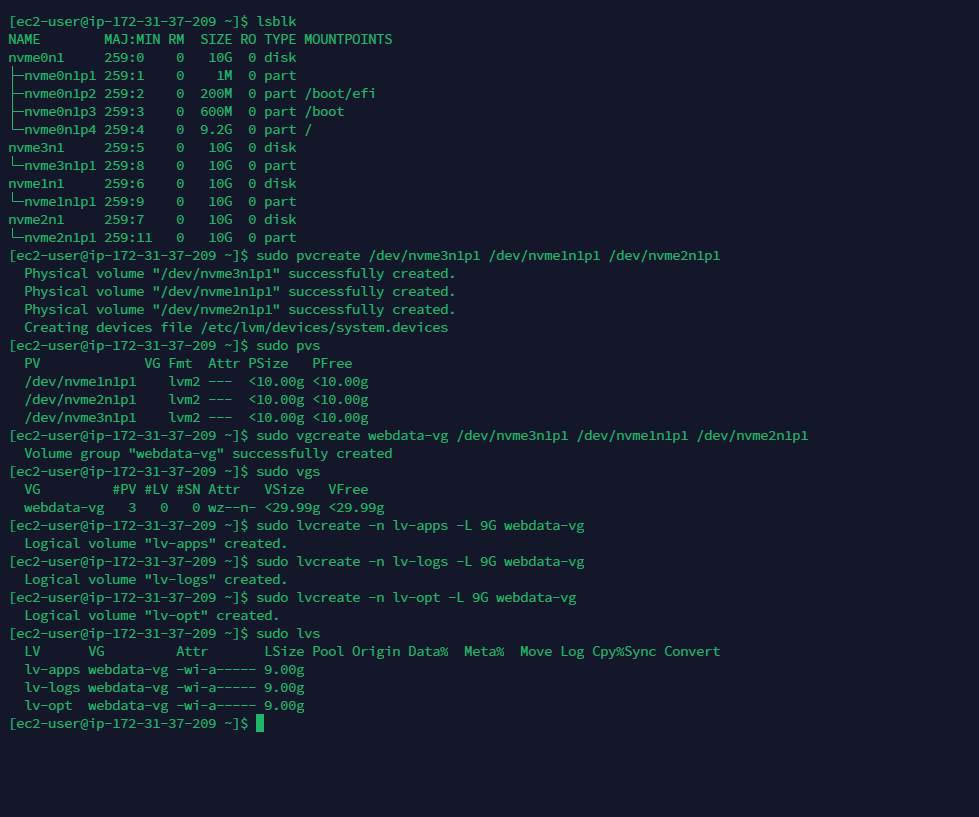 [ec2-user@ip-172-31-37-209 ~]$ lsblk
NAME        MAJ:MIN RM  SIZE RO TYPE MOUNTPOINTS
nvme0n1     259:0    0   10G  0 disk
├─nvme0n1p1 259:1    0    1M  0 part
├─nvme0n1p2 259:2    0  200M  0 part /boot/efi
├─nvme0n1p3 259:3    0  600M  0 part /boot
└─nvme0n1p4 259:4    0  9.2G  0 part /
nvme3n1     259:5    0   10G  0 disk
└─nvme3n1p1 259:8    0   10G  0 part
nvme1n1     259:6    0   10G  0 disk
└─nvme1n1p1 259:9    0   10G  0 part
nvme2n1     259:7    0   10G  0 disk
└─nvme2n1p1 259:11   0   10G  0 part
[ec2-user@ip-172-31-37-209 ~]$ sudo pvcreate /dev/nvme3n1p1 /dev/nvme1n1p1 /dev/nvme2n1p1
  Physical volume "/dev/nvme3n1p1" successfully created.
  Physical volume "/dev/nvme1n1p1" successfully created.
  Physical volume "/dev/nvme2n1p1" successfully created.
  Creating devices file /etc/lvm/devices/system.devices
[ec2-user@ip-172-31-37-209 ~]$ sudo pvs
  PV             VG Fmt  Attr PSize   PFree
  /dev/nvme1n1p1    lvm2 ---  <10.00g <10.00g
  /dev/nvme2n1p1    lvm2 ---  <10.00g <10.00g
  /dev/nvme3n1p1    lvm2 ---  <10.00g <10.00g
[ec2-user@ip-172-31-37-209 ~]$ sudo vgcreate webdata-vg /dev/nvme3n1p1 /dev/nvme1n1p1 /dev/nvme2n1p1
  Volume group "webdata-vg" successfully created
[ec2-user@ip-172-31-37-209 ~]$ sudo vgs
  VG         #PV #LV #SN Attr   VSize   VFree
  webdata-vg   3   0   0 wz--n- <29.99g <29.99g
[ec2-user@ip-172-31-37-209 ~]$ sudo lvcreate -n lv-apps -L 9G webdata-vg
  Logical volume "lv-apps" created.
[ec2-user@ip-172-31-37-209 ~]$ sudo lvcreate -n lv-logs -L 9G webdata-vg
  Logical volume "lv-logs" created.
[ec2-user@ip-172-31-37-209 ~]$ sudo lvcreate -n lv-opt -L 9G webdata-vg
  Logical volume "lv-opt" created.
[ec2-user@ip-172-31-37-209 ~]$ sudo lvs
  LV      VG         Attr       LSize Pool Origin Data%  Meta%  Move Log Cpy%Sync Convert
  lv-apps webdata-vg -wi-a----- 9.00g
  lv-logs webdata-vg -wi-a----- 9.00g
  lv-opt  webdata-vg -wi-a----- 9.00g
[ec2-user@ip-172-31-37-209 ~]$